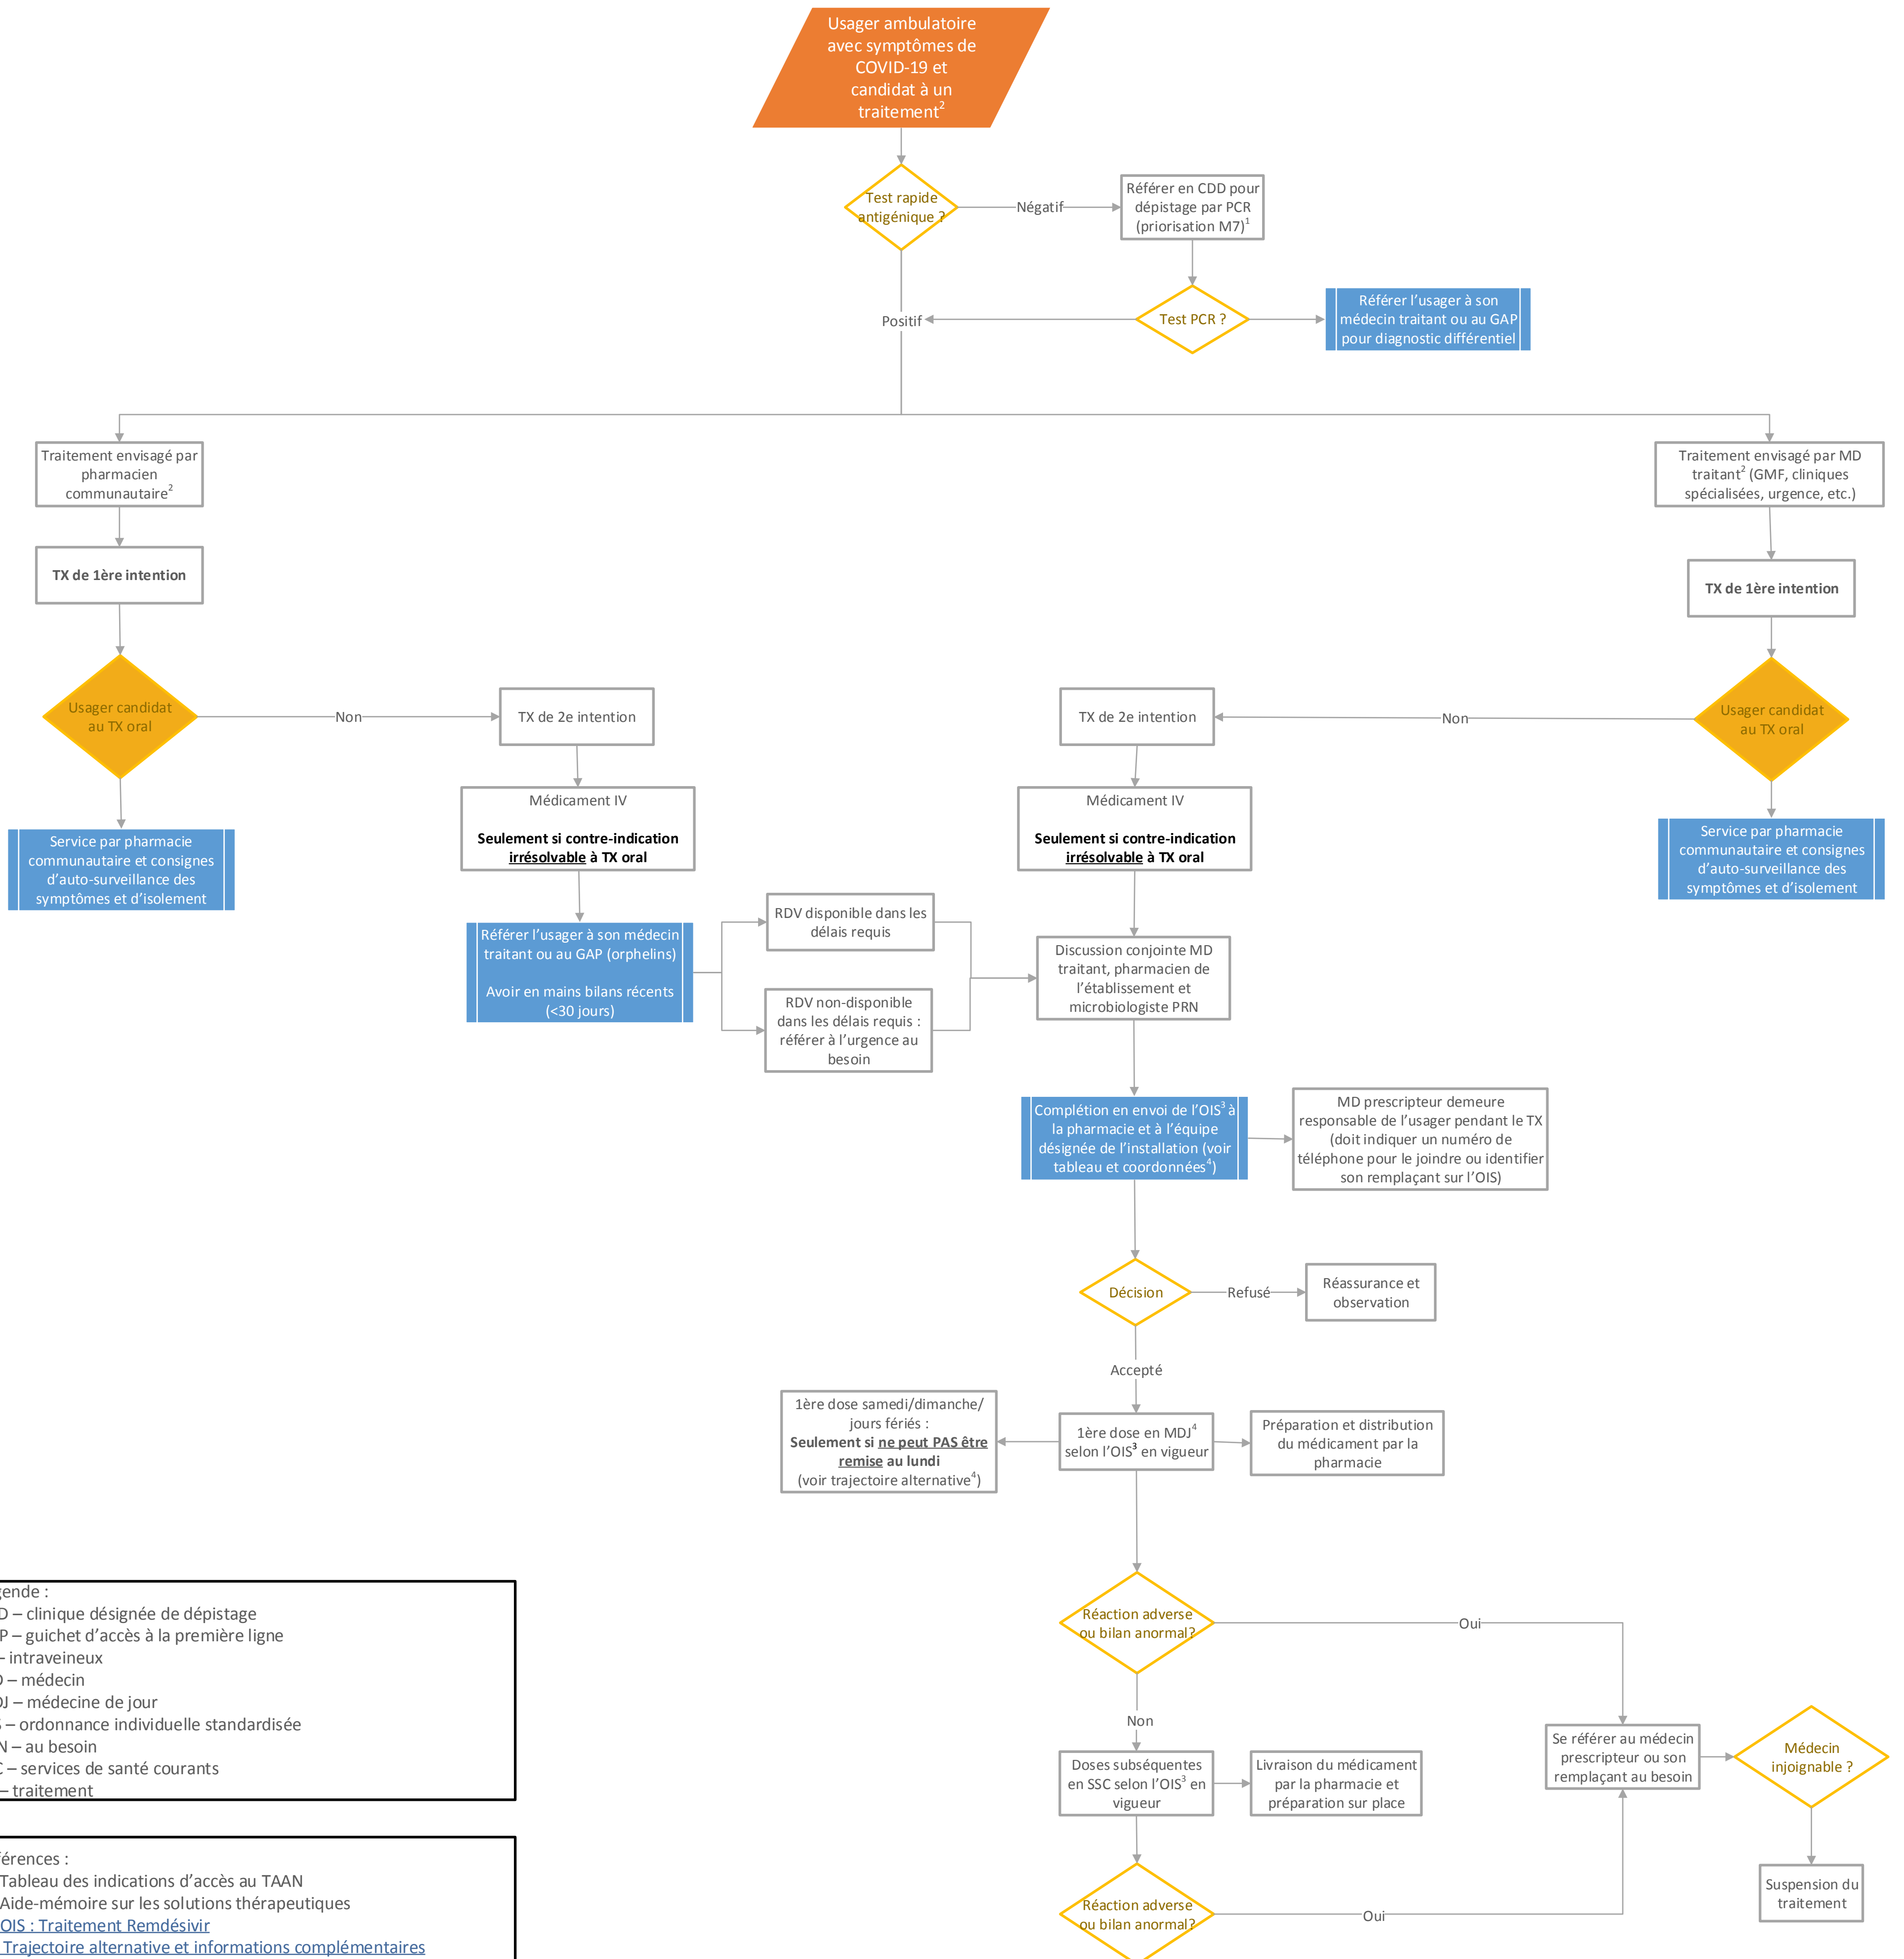 Usager ambulatoire
avec symptômes de
COVID-19 et
candidat à un
traitement²
Test rapide
antigénique ?
Négatif
Référer en CDD pour
dépistage par PCR
(priorisation M7)¹
Test PCR ?
Positif
Référer l’usager à son
médecin traitant ou au GAP
pour diagnostic différentiel
Traitement envisagé par
pharmacien
communautaire²
Traitement envisagé par MD
traitant² (GMF, cliniques
spécialisées, urgence, etc.)
TX de 1ère intention
TX de 1ère intention
Usager candidat
au TX oral
Non
TX de 2e intention
TX de 2e intention
Non
Usager candidat
au TX oral
Médicament IV
Seulement si contre-indication
irrésolvable à TX oral
Médicament IV
Seulement si contre-indication
irrésolvable à TX oral
Service par pharmacie
communautaire et consignes
d’auto-surveillance des
symptômes et d’isolement
Service par pharmacie
communautaire et consignes
d’auto-surveillance des
symptômes et d’isolement
Référer l’usager à son médecin
traitant ou au GAP (orphelins)
Avoir en mains bilans récents
(<30 jours)
RDV disponible dans les
délais requis
RDV non-disponible
dans les délais requis :
référer à l’urgence au
besoin
Discussion conjointe MD
traitant, pharmacien de
l’établissement et
microbiologiste PRN
Complétion en envoi de l’OIS³ à
la pharmacie et à l’équipe
désignée de l’installation (voir
tableau et coordonnées⁴)
MD prescripteur demeure
responsable de l’usager pendant le TX
(doit indiquer un numéro de
téléphone pour le joindre ou identifier
son remplaçant sur l’OIS)
Décision
Refusé
Réassurance et
observation
Accepté
1ère dose samedi/dimanche/
jours fériés :
Seulement si ne peut PAS être
remise au lundi
(voir trajectoire alternative⁴)
1ère dose en MDJ⁴
selon l’OIS³ en vigueur
Préparation et distribution
du médicament par la
pharmacie
Réaction adverse
ou bilan anormal?
Oui
Non
Doses subséquentes
en SSC selon l’OIS³ en
vigueur
Livraison du médicament
par la pharmacie et
préparation sur place
Se référer au médecin
prescripteur ou son
remplaçant au besoin
Médecin
injoignable ?
Suspension du
traitement
Réaction adverse
ou bilan anormal?
Oui
gende :
D – clinique désignée de dépistage
P – guichet d’accès à la première ligne
– intraveineux
D – médecin
DJ – médecine de jour
S – ordonnance individuelle standardisée
N – au besoin
C – services de santé courants
– traitement
férences :
Tableau des indications d’accès au TAAN
Aide-mémoire sur les solutions thérapeutiques
OIS : Traitement Remdésivir
Trajectoire alternative et informations complémentaires